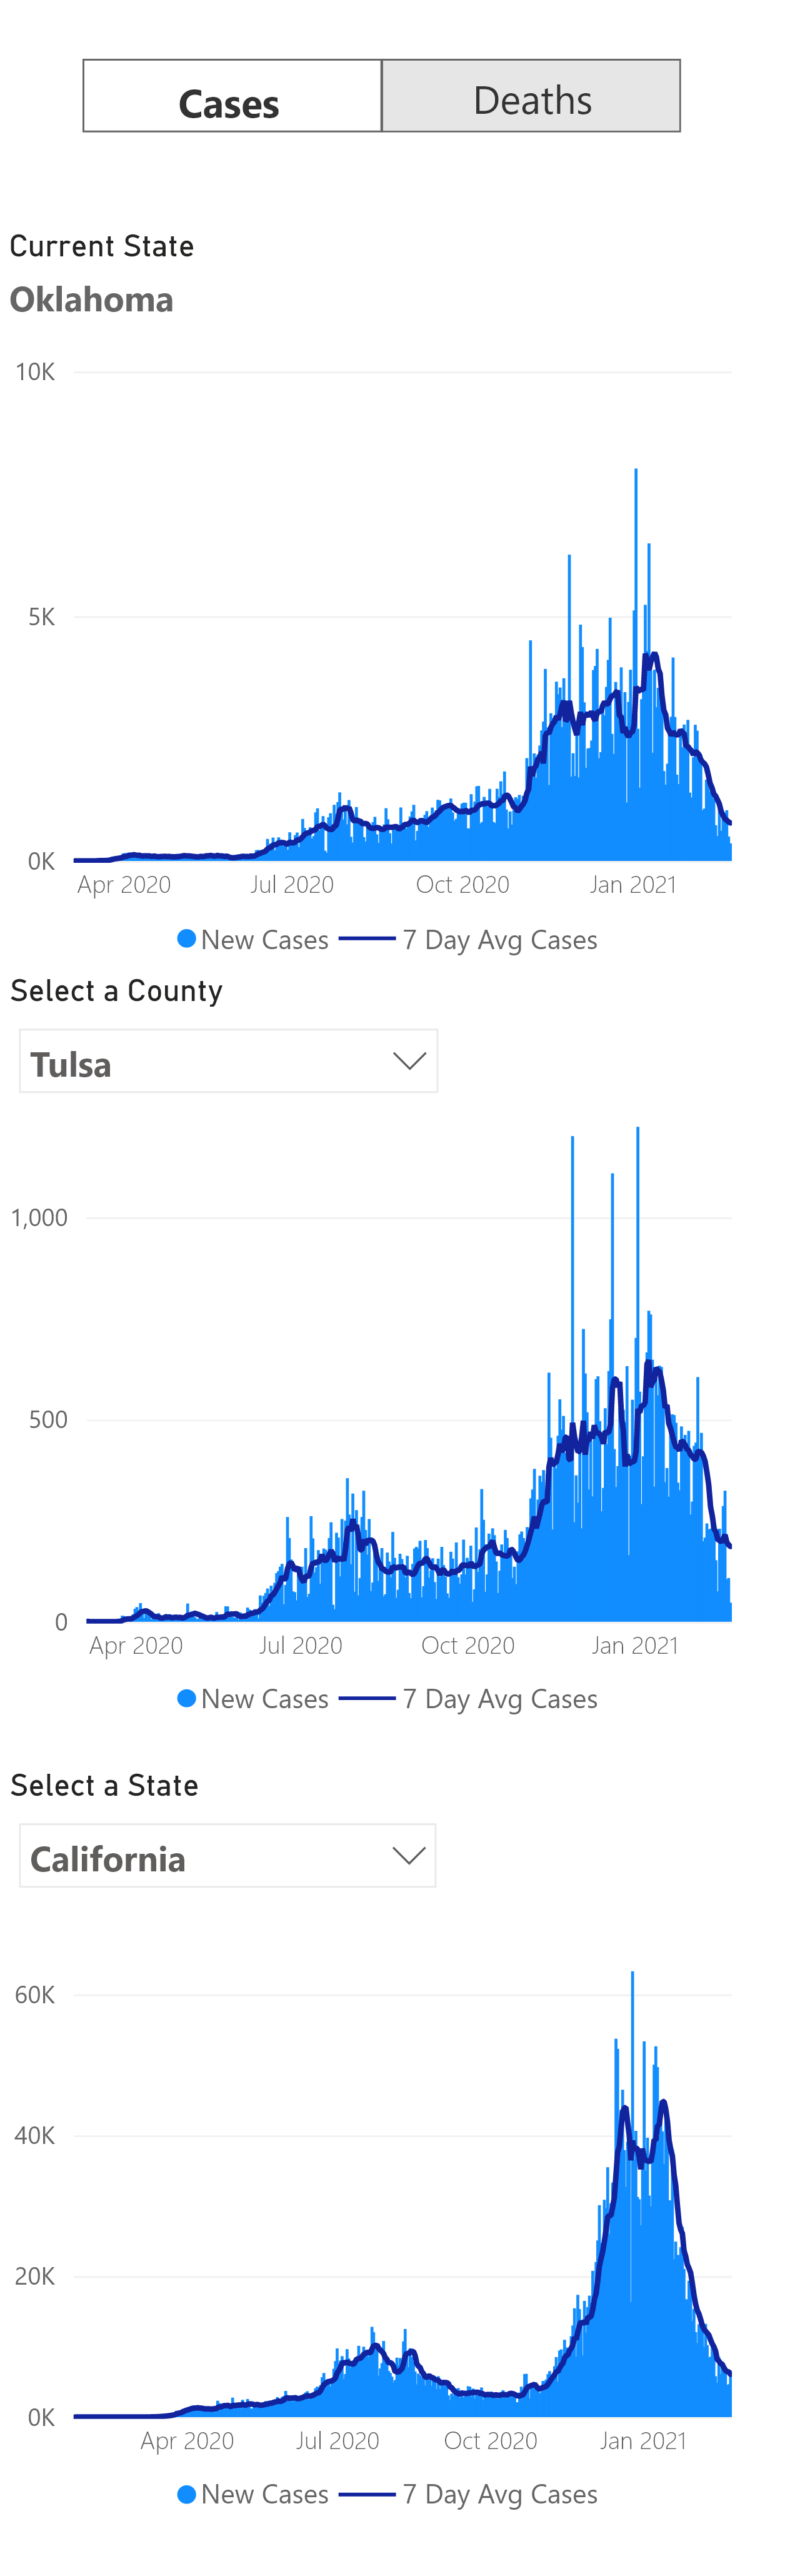 Cases Deaths
Current State
Oklahoma
10K
5K
0K
Apr 2020 Jul 2020 Oct 2020 Jan 2021
New Cases 7 Day Avg Cases
Select a County
Tulsa
1,000
500
0
Apr 2020 Jul 2020 Oct 2020 Jan 2021
New Cases 7 Day Avg Cases
Select a State
California
60K
40K
20K
0K
Apr 2020 Jul 2020 Oct 2020 Jan 2021
New Cases 7 Day Avg Cases